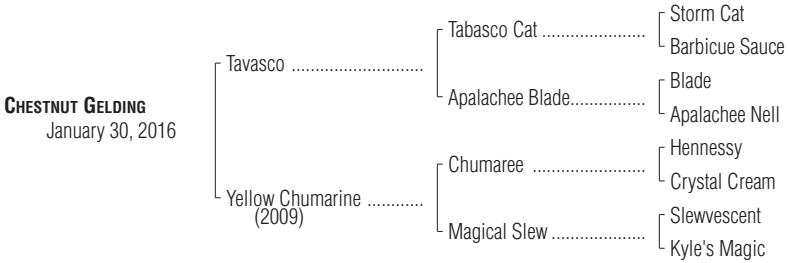 Storm Cat
Tabasco Cat ......................
Barbicue Sauce
Tavasco ............................
Blade
Apalachee Blade................
Apalachee Nell
CHESTNUT GELDING
January 30, 2016
Hennessy
Chumaree ........................
Crystal Cream
Yellow Chumarine ............
(2009)
Slewvescent
Magical Slew ....................
Kyle's Magic